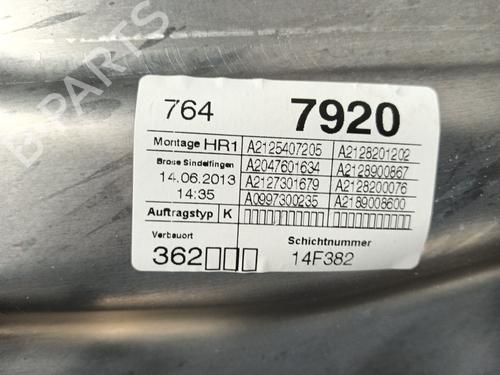 764 7920
Montage HR1 A2125407205 A2128201202
Brose Sindelfingen A2047601634 A2128900867
14.06.2013 A2127301679 A2128200076
14:35 A0997300235 A2189008600
Auftragstyp K
Verbauort Schichtnummer
362 14F382
B-PARTS